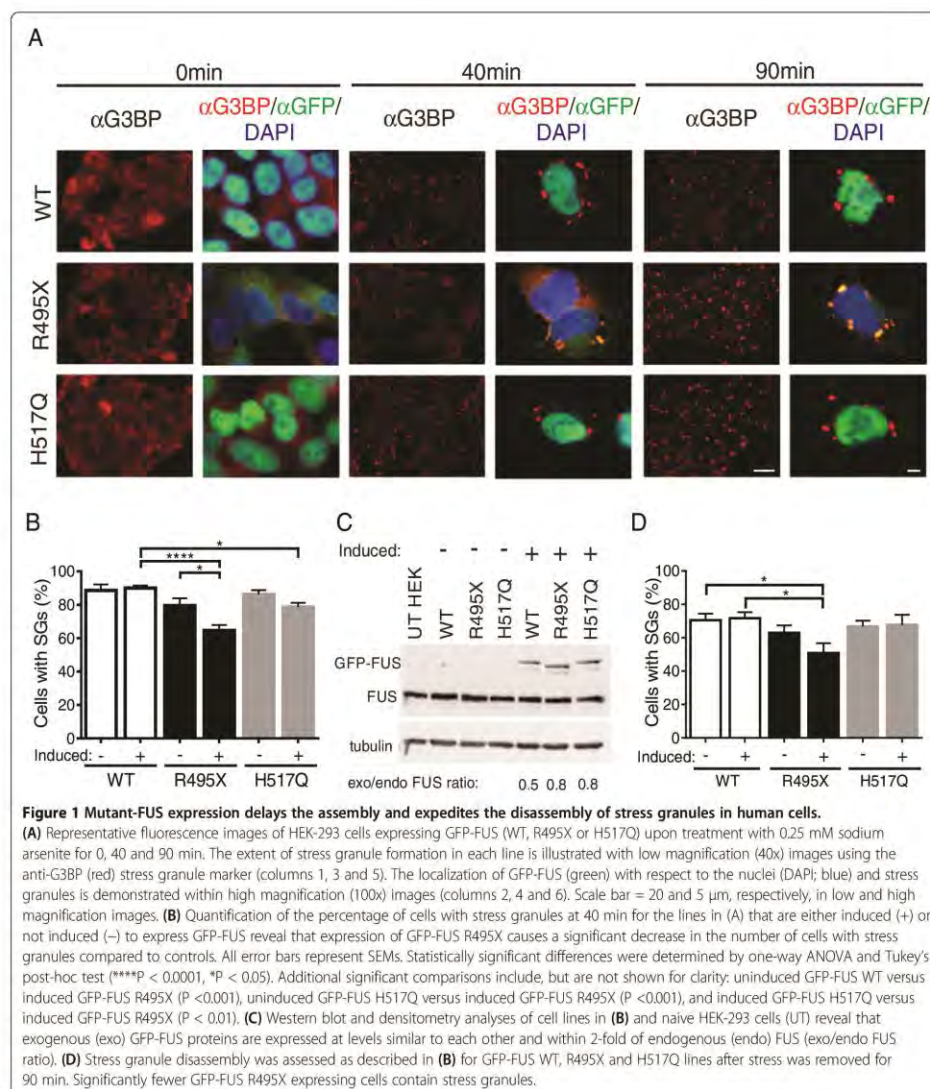 A
0min 40min 90min
αG3BP αG3BP/αGFP/ αG3BP αG3BP/αGFP/ αG3BP αG3BP/αGFP/
DAPI DAPI DAPI
WT
R495X
H517Q
B
Cells with SGs (%)
100
80
60
40
20
0
****
*
*
Induced: - + - + - +
WT R495X H517Q
C
Induced: - - - + + +
UT HEK WT R495X H517Q WT R495X H517Q
GFP-FUS
FUS
tubulin
exo/endo FUS ratio: 0.5 0.8 0.8
D
Cells with SGs (%)
100
80
60
40
20
0
*
*
Induced: - + - + - +
WT R495X H517Q
Figure 1 Mutant-FUS expression delays the assembly and expedites the disassembly of stress granules in human cells.
(A) Representative fluorescence images of HEK-293 cells expressing GFP-FUS (WT, R495X or H517Q) upon treatment with 0.25 mM sodium
arsenite for 0, 40 and 90 min. The extent of stress granule formation in each line is illustrated with low magnification (40x) images using the
anti-G3BP (red) stress granule marker (columns 1, 3 and 5). The localization of GFP-FUS (green) with respect to the nuclei (DAPI; blue) and stress
granules is demonstrated within high magnification (100x) images (columns 2, 4 and 6). Scale bar = 20 and 5 μm, respectively, in low and high
magnification images. (B) Quantification of the percentage of cells with stress granules at 40 min for the lines in (A) that are either induced (+) or
not induced (−) to express GFP-FUS reveal that expression of GFP-FUS R495X causes a significant decrease in the number of cells with stress
granules compared to controls. All error bars represent SEMs. Statistically significant differences were determined by one-way ANOVA and Tukey's
post-hoc test (****P < 0.0001, *P < 0.05). Additional significant comparisons include, but are not shown for clarity: uninduced GFP-FUS WT versus
induced GFP-FUS R495X (P <0.001), uninduced GFP-FUS H517Q versus induced GFP-FUS R495X (P <0.001), and induced GFP-FUS H517Q versus
induced GFP-FUS R495X (P < 0.01). (C) Western blot and densitometry analyses of cell lines in (B) and naive HEK-293 cells (UT) reveal that
exogenous (exo) GFP-FUS proteins are expressed at levels similar to each other and within 2-fold of endogenous (endo) FUS (exo/endo FUS
ratio). (D) Stress granule disassembly was assessed as described in (B) for GFP-FUS WT, R495X and H517Q lines after stress was removed for
90 min. Significantly fewer GFP-FUS R495X expressing cells contain stress granules.